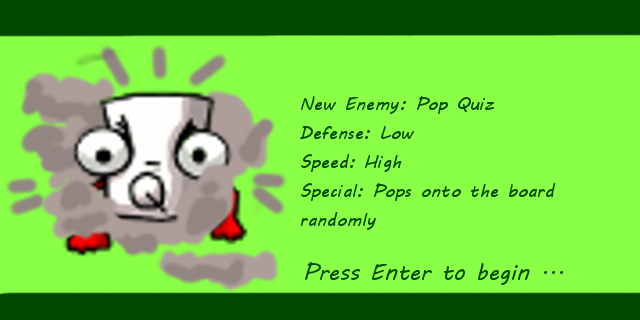 New Enemy: Pop Quiz
Defense: Low
Speed: High
Special: Pops onto the board
randomly
Press Enter to begin ...